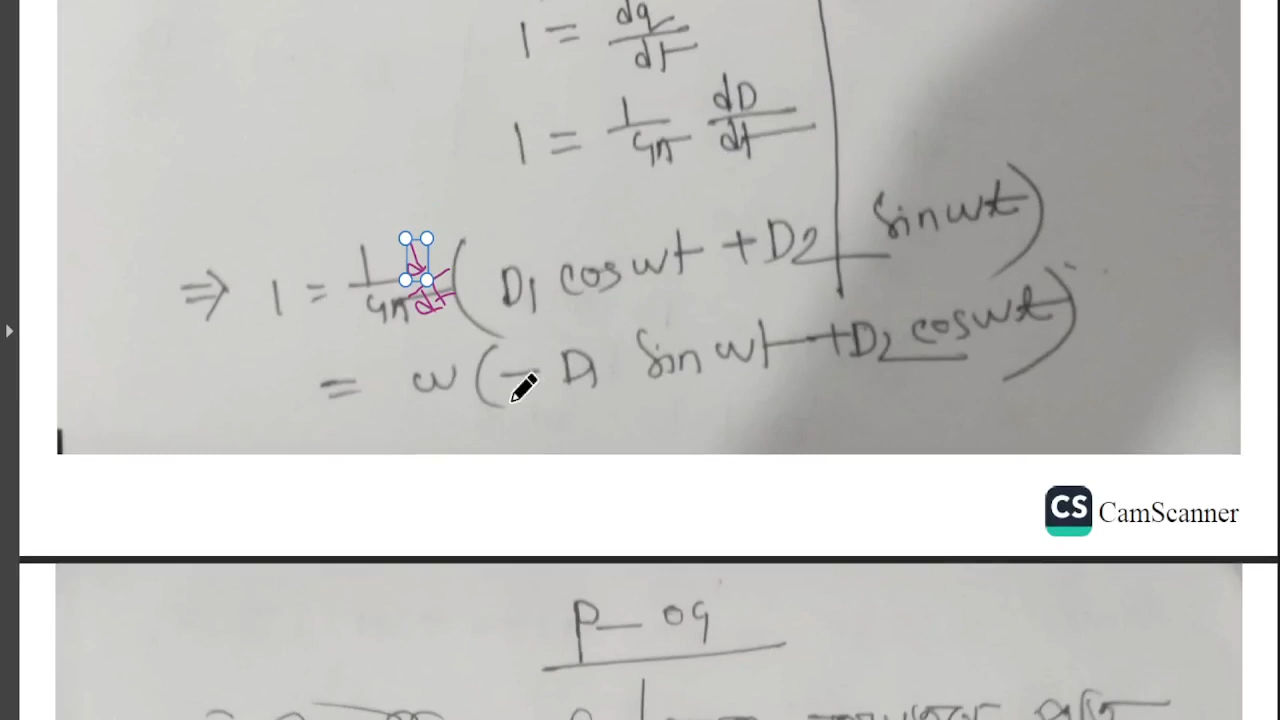 I = dq/dt
I = 1/4π dD/dt
⇒ I = 1/4π d/dt ( D1 cos ωt + D2 sin ωt )
= ω ( - D1 sin ωt + D2 cos ωt )
CS CamScanner
P-09